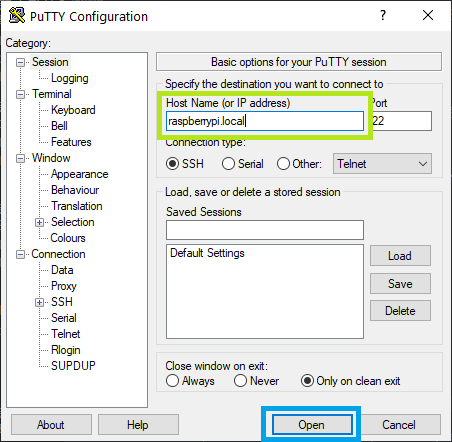 PuTTY Configuration
Category:
Session
Logging
Terminal
Keyboard
Bell
Features
Window
Appearance
Behaviour
Translation
Selection
Colours
Connection
Data
Proxy
SSH
Serial
Telnet
Rlogin
SUPDUP
Basic options for your PuTTY session
Specify the destination you want to connect to
Host Name (or IP address) Port
raspberrypi.local 22
Connection type:
SSH Serial Other: Telnet
Load, save or delete a stored session
Saved Sessions
Default Settings
Load
Save
Delete
Close window on exit:
Always Never Only on clean exit
About Help Open Cancel